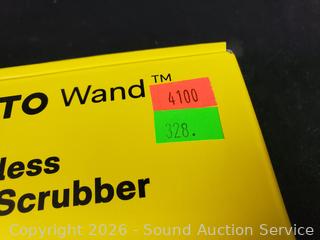 TO Wand™
4100
328.
less
Scrubber
Copyright ©2026 - Sound Auction Service